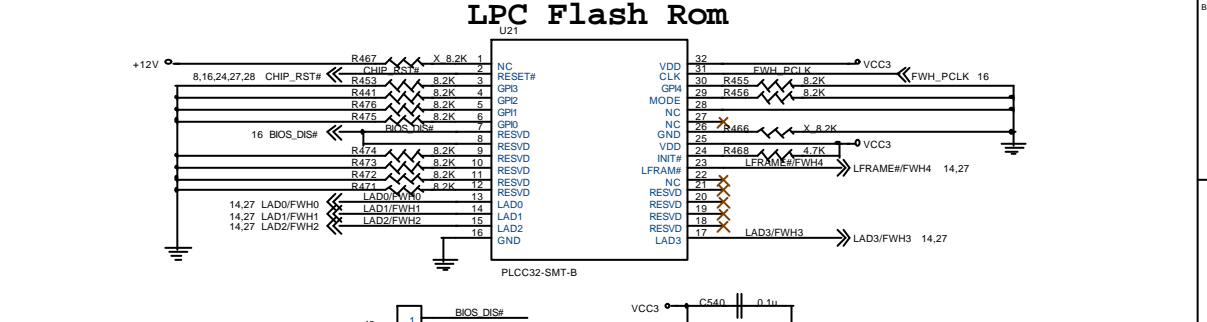 LPC Flash Rom
B
U21
+12V R467 X_8.2K 1 NC
8,16,24,27,28 CHIP_RST# CHIP_RST# 2 RESET#
R453 8.2K 3 GPI3
R441 8.2K 4 GPI2
R476 8.2K 5 GPI1
R475 8.2K 6 GPI0
16 BIOS_DIS# BIOS_DIS# 7 RESVD
8 RESVD
R474 8.2K 9 RESVD
R473 8.2K 10 RESVD
R472 8.2K 11 RESVD
R471 8.2K 12 RESVD
14,27 LAD0/FWH0 LAD0/FWH0 13 LAD0
14,27 LAD1/FWH1 LAD1/FWH1 14 LAD1
14,27 LAD2/FWH2 LAD2/FWH2 15 LAD2
16 GND
VDD 32 VCC3
CLK 31 FWH_PCLK FWH_PCLK 16
GPI4 30 R455 8.2K
MODE 29 R456 8.2K
NC 28
NC 27
GND 26 R466 X_8.2K
VDD 25 VCC3
INIT# 24 R468 4.7K
LFRAM# 23 LFRAME#/FWH4 LFRAME#/FWH4 14,27
NC 22
RESVD 21
RESVD 20
RESVD 19
RESVD 18
LAD3 17 LAD3/FWH3 LAD3/FWH3 14,27
PLCC32-SMT-B
1 BIOS_DIS#
VCC3 C540 0.1u